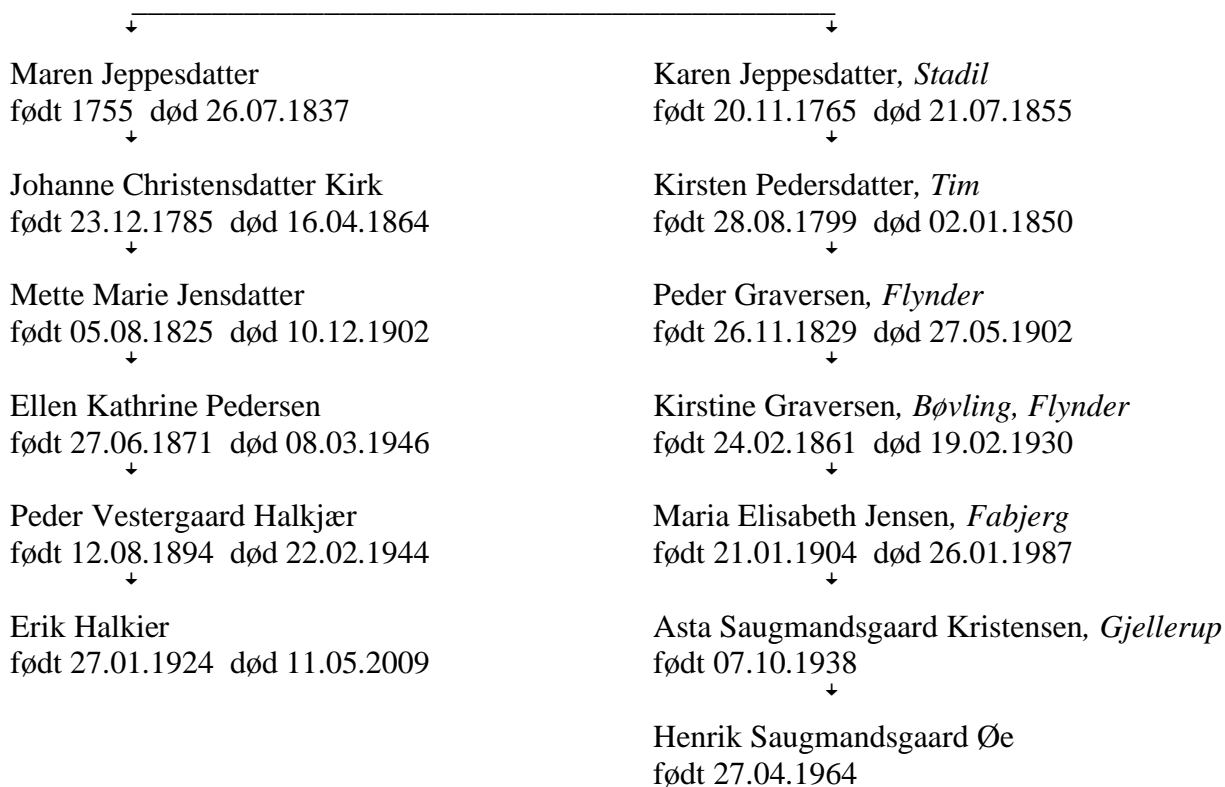 Maren Jeppesdatter
født 1755 død 26.07.1837
Johanne Christensdatter Kirk
født 23.12.1785 død 16.04.1864
Mette Marie Jensdatter
født 05.08.1825 død 10.12.1902
Ellen Kathrine Pedersen
født 27.06.1871 død 08.03.1946
Peder Vestergaard Halkjær
født 12.08.1894 død 22.02.1944
Erik Halkier
født 27.01.1924 død 11.05.2009
Karen Jeppesdatter, Stadil
født 20.11.1765 død 21.07.1855
Kirsten Pedersdatter, Tim
født 28.08.1799 død 02.01.1850
Peder Graversen, Flynder
født 26.11.1829 død 27.05.1902
Kirstine Graversen, Bøvling, Flynder
født 24.02.1861 død 19.02.1930
Maria Elisabeth Jensen, Fabjerg
født 21.01.1904 død 26.01.1987
Asta Saugmandsgaard Kristensen, Gjellerup
født 07.10.1938
Henrik Saugmandsgaard Øe
født 27.04.1964